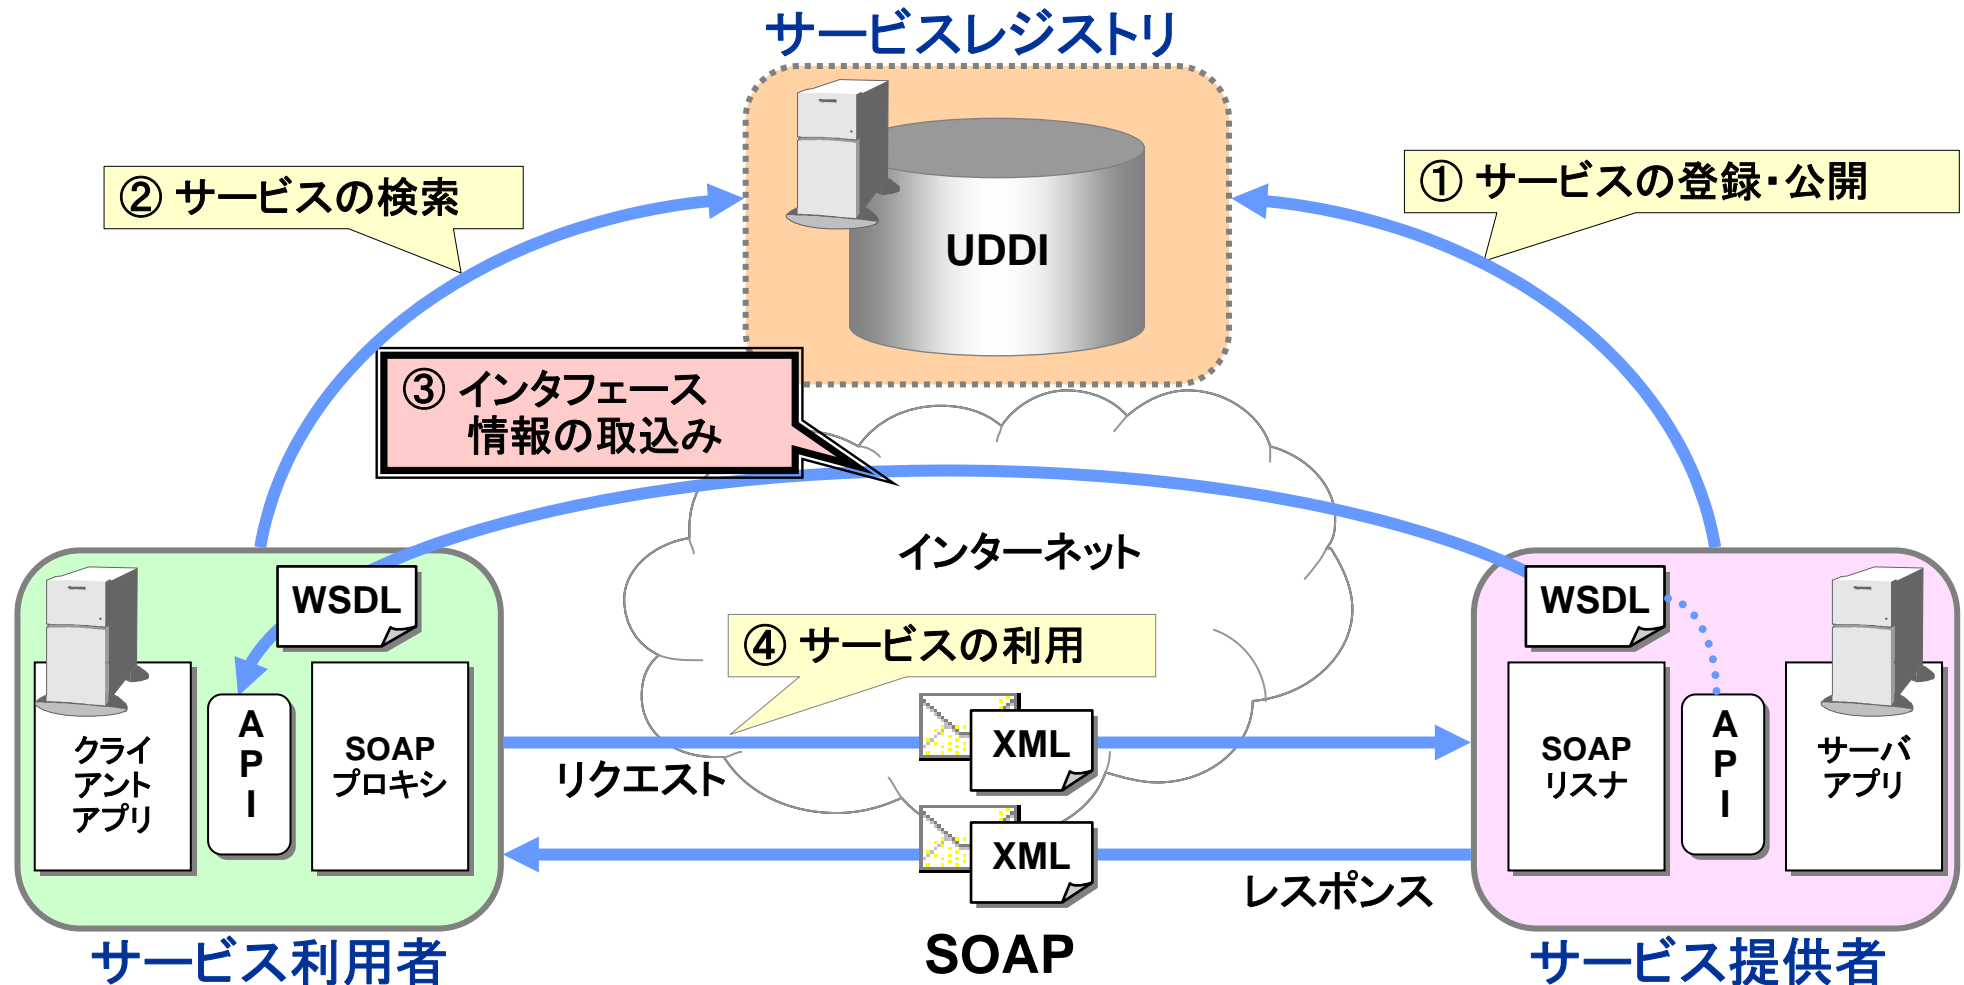 サービスレジストリ
② サービスの検索
① サービスの登録・公開
UDDI
③ インタフェース
情報の取込み
インターネット
WSDL
WSDL
④ サービスの利用
クライ
アント
アプリ
A
P
I
SOAP
プロキシ
リクエスト
XML
XML
レスポンス
SOAP
リスナ
A
P
I
サーバ
アプリ
サービス利用者
SOAP
サービス提供者